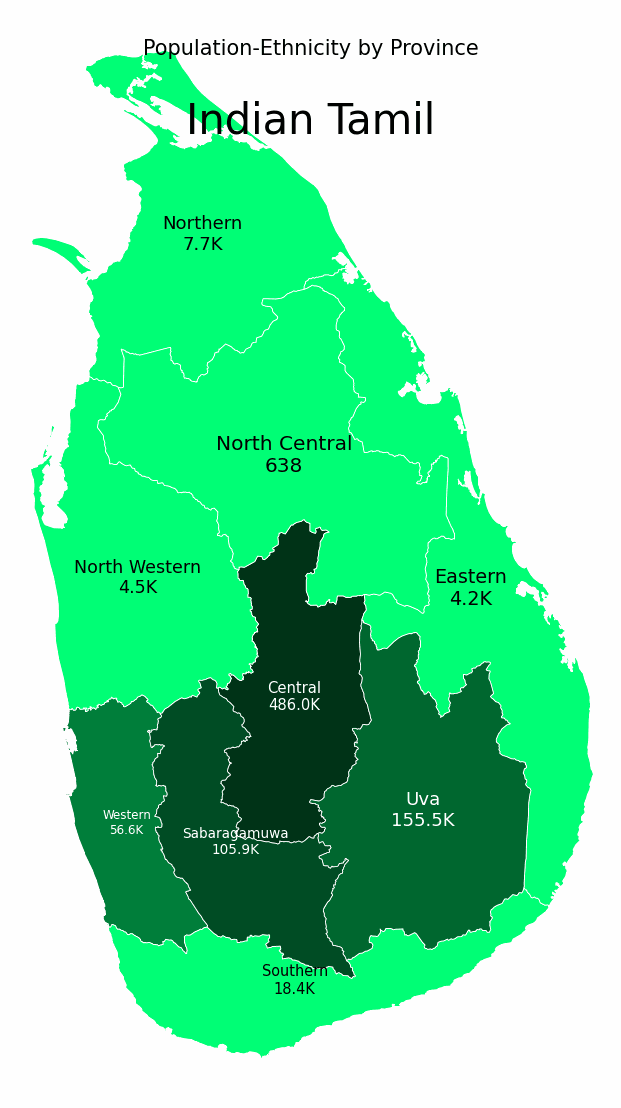 Population-Ethnicity by Province
Indian Tamil
Northern
7.7K
North Central
638
North Western
4.5K
Eastern
4.2K
Central
486.0K
Uva
155.5K
Western
56.6K
Sabaragamuwa
105.9K
Southern
18.4K